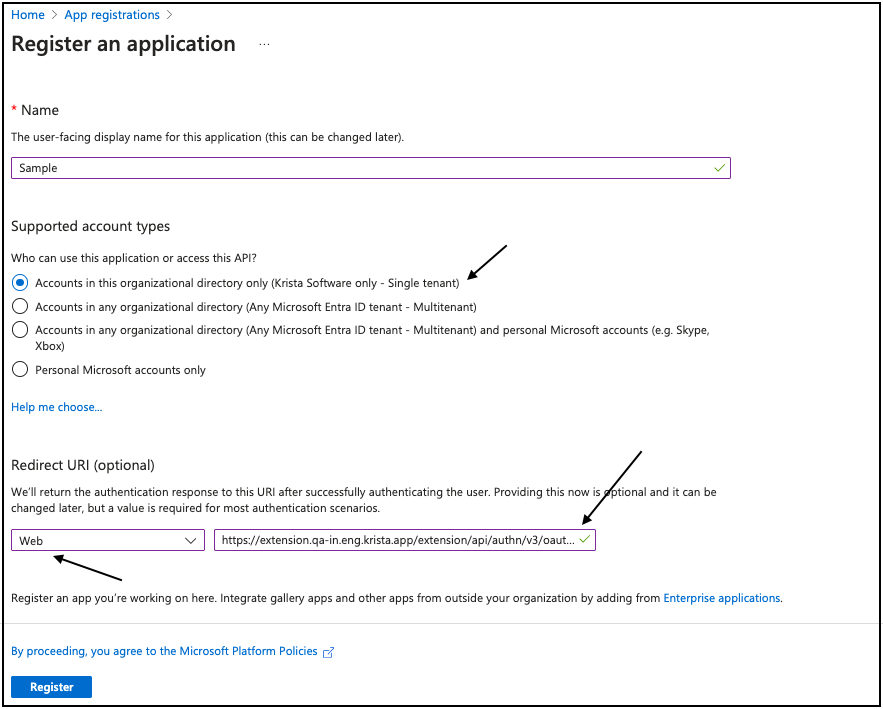 Home > App registrations >
Register an application ...
* Name
The user-facing display name for this application (this can be changed later).
Sample
Supported account types
Who can use this application or access this API?
Accounts in this organizational directory only (Krista Software only - Single tenant)
Accounts in any organizational directory (Any Microsoft Entra ID tenant - Multitenant)
Accounts in any organizational directory (Any Microsoft Entra ID tenant - Multitenant) and personal Microsoft accounts (e.g. Skype,
Xbox)
Personal Microsoft accounts only
Help me choose...
Redirect URI (optional)
We'll return the authentication response to this URI after successfully authenticating the user. Providing this now is optional and it can be
changed later, but a value is required for most authentication scenarios.
Web https://extension.qa-in.eng.krista.app/extension/api/authn/v3/oaut...
Register an app you're working on here. Integrate gallery apps and other apps from outside your organization by adding from Enterprise applications.
By proceeding, you agree to the Microsoft Platform Policies
Register